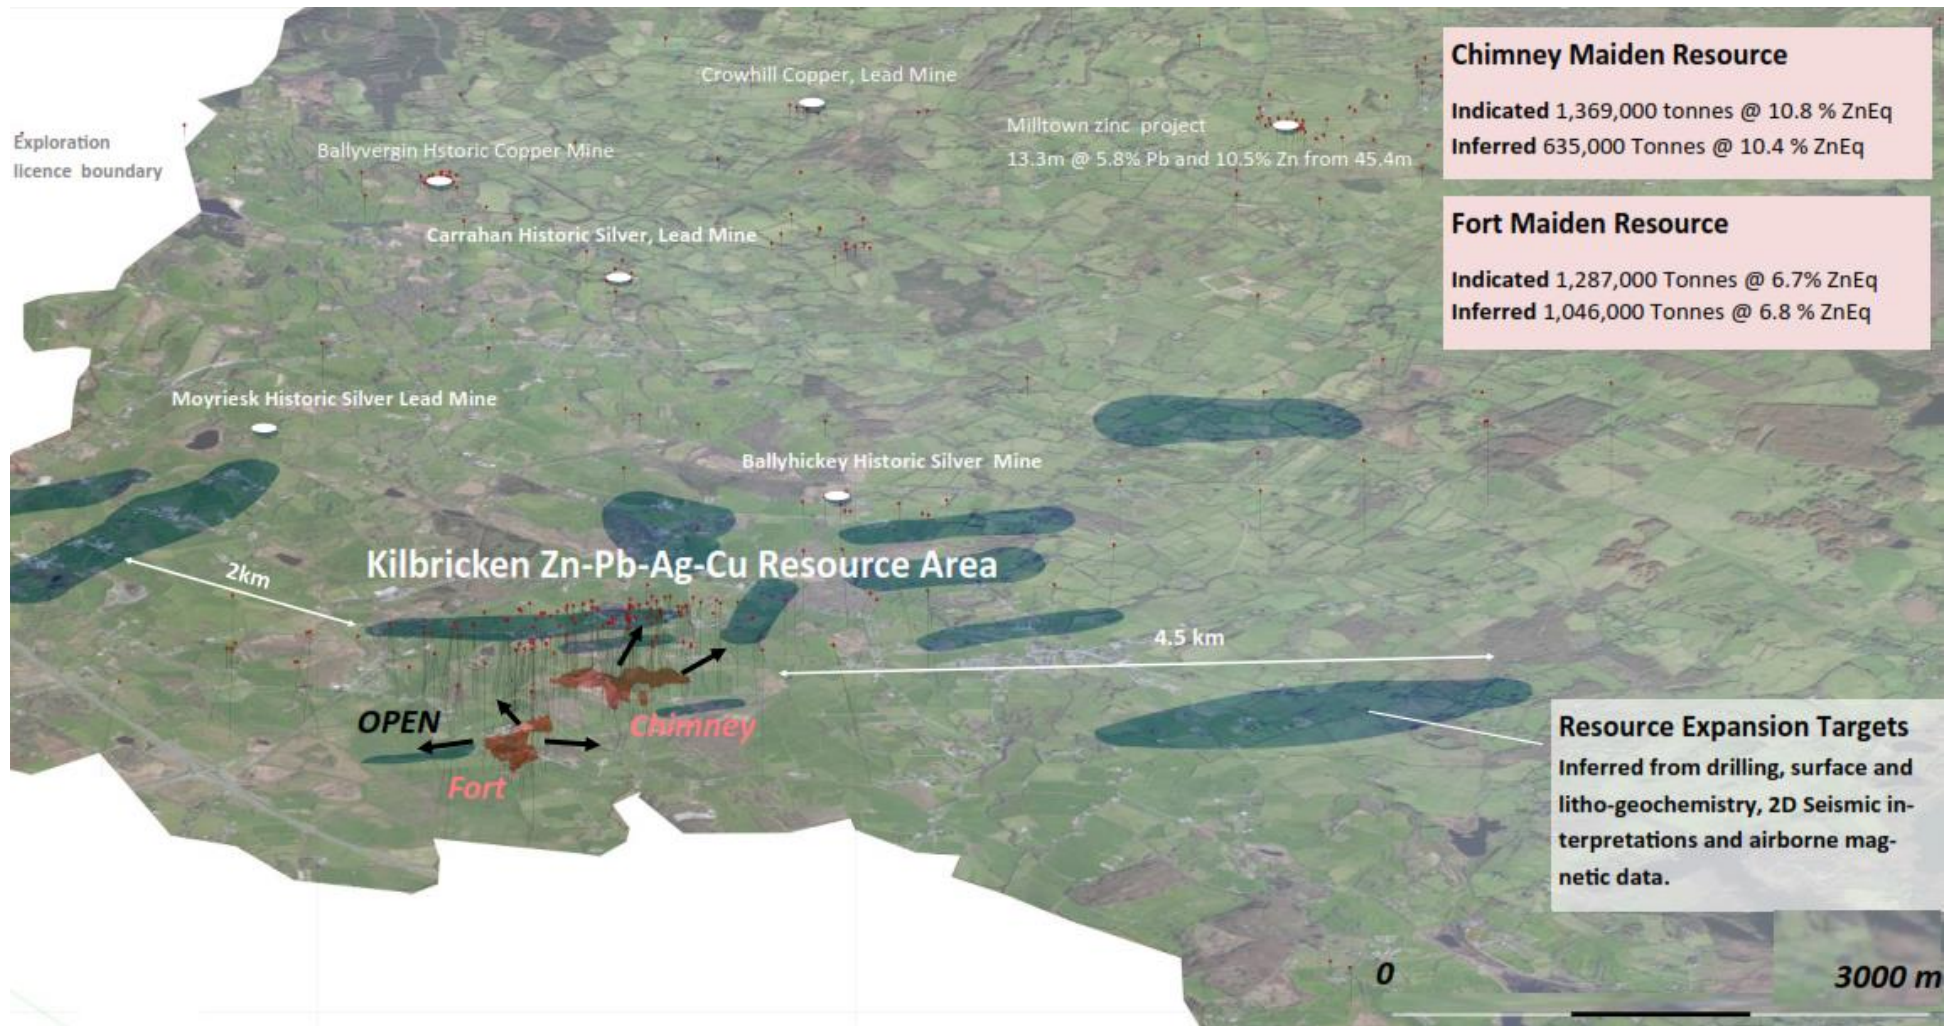 Crowhill Copper, Lead Mine
Exploration
licence boundary
Ballyvergin Hstoric Copper Mine
Milltown zinc project
13.3m @ 5.8% Pb and 10.5% Zn from 45.4m
Chimney Maiden Resource
Indicated 1,369,000 tonnes @ 10.8 % ZnEq
Inferred 635,000 Tonnes @ 10.4 % ZnEq
Fort Maiden Resource
Indicated 1,287,000 Tonnes @ 6.7% ZnEq
Inferred 1,046,000 Tonnes @ 6.8 % ZnEq
Carrahan Historic Silver, Lead Mine
Moyriesk Historic Silver Lead Mine
Ballyhickey Historic Silver Mine
Kilbricken Zn-Pb-Ag-Cu Resource Area
2km
4.5 km
OPEN
Chimney
Fort
Resource Expansion Targets
Inferred from drilling, surface and
litho-geochemistry, 2D Seismic in-
terpretations and airborne mag-
netic data.
0
3000 m